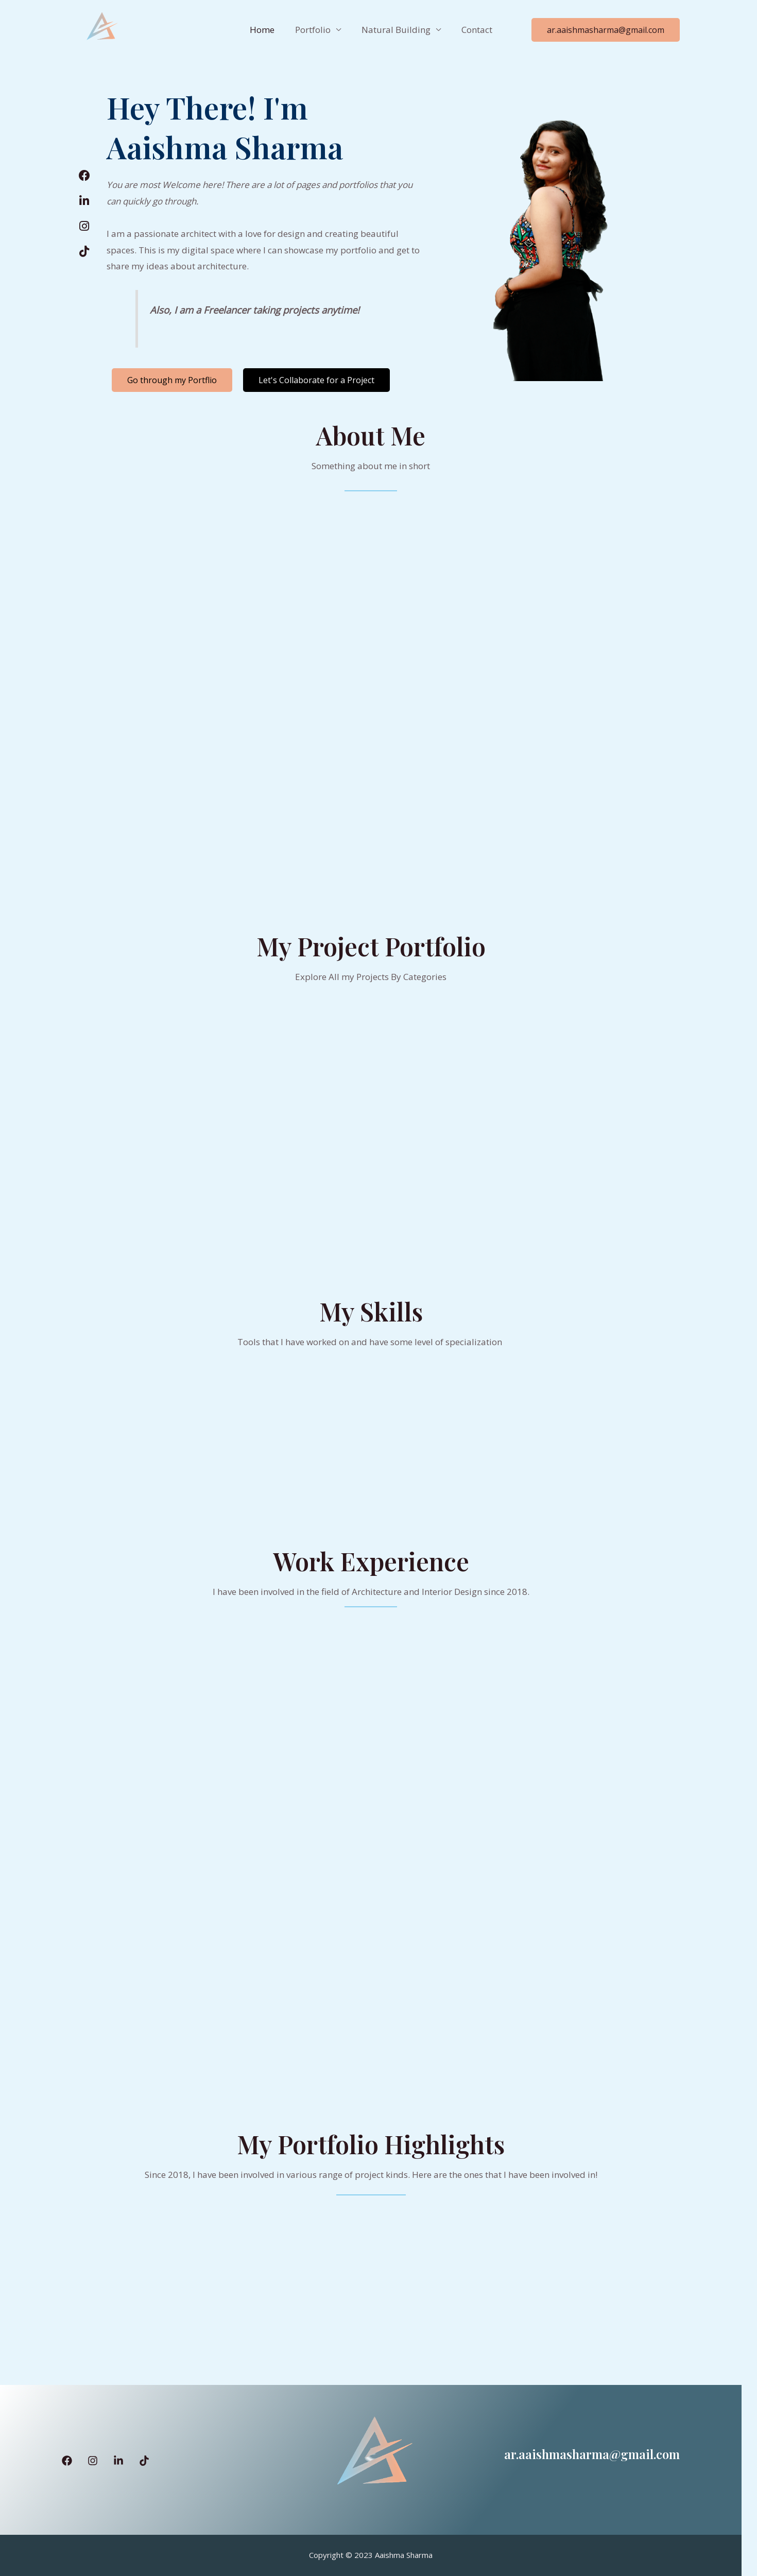 Home
Portfolio
Natural Building
Contact
ar.aaishmasharma@gmail.com
Hey There! I'm
Aaishma Sharma
You are most Welcome here! There are a lot of pages and portfolios that you
can quickly go through.
I am a passionate architect with a love for design and creating beautiful
spaces. This is my digital space where I can showcase my portfolio and get to
share my ideas about architecture.
Also, I am a Freelancer taking projects anytime!
Go through my Portflio
Let's Collaborate for a Project
About Me
Something about me in short
My Project Portfolio
Explore All my Projects By Categories
My Skills
Tools that I have worked on and have some level of specialization
Work Experience
I have been involved in the field of Architecture and Interior Design since 2018.
My Portfolio Highlights
Since 2018, I have been involved in various range of project kinds. Here are the ones that I have been involved in!
ar.aaishmasharma@gmail.com
Copyright © 2023 Aaishma Sharma